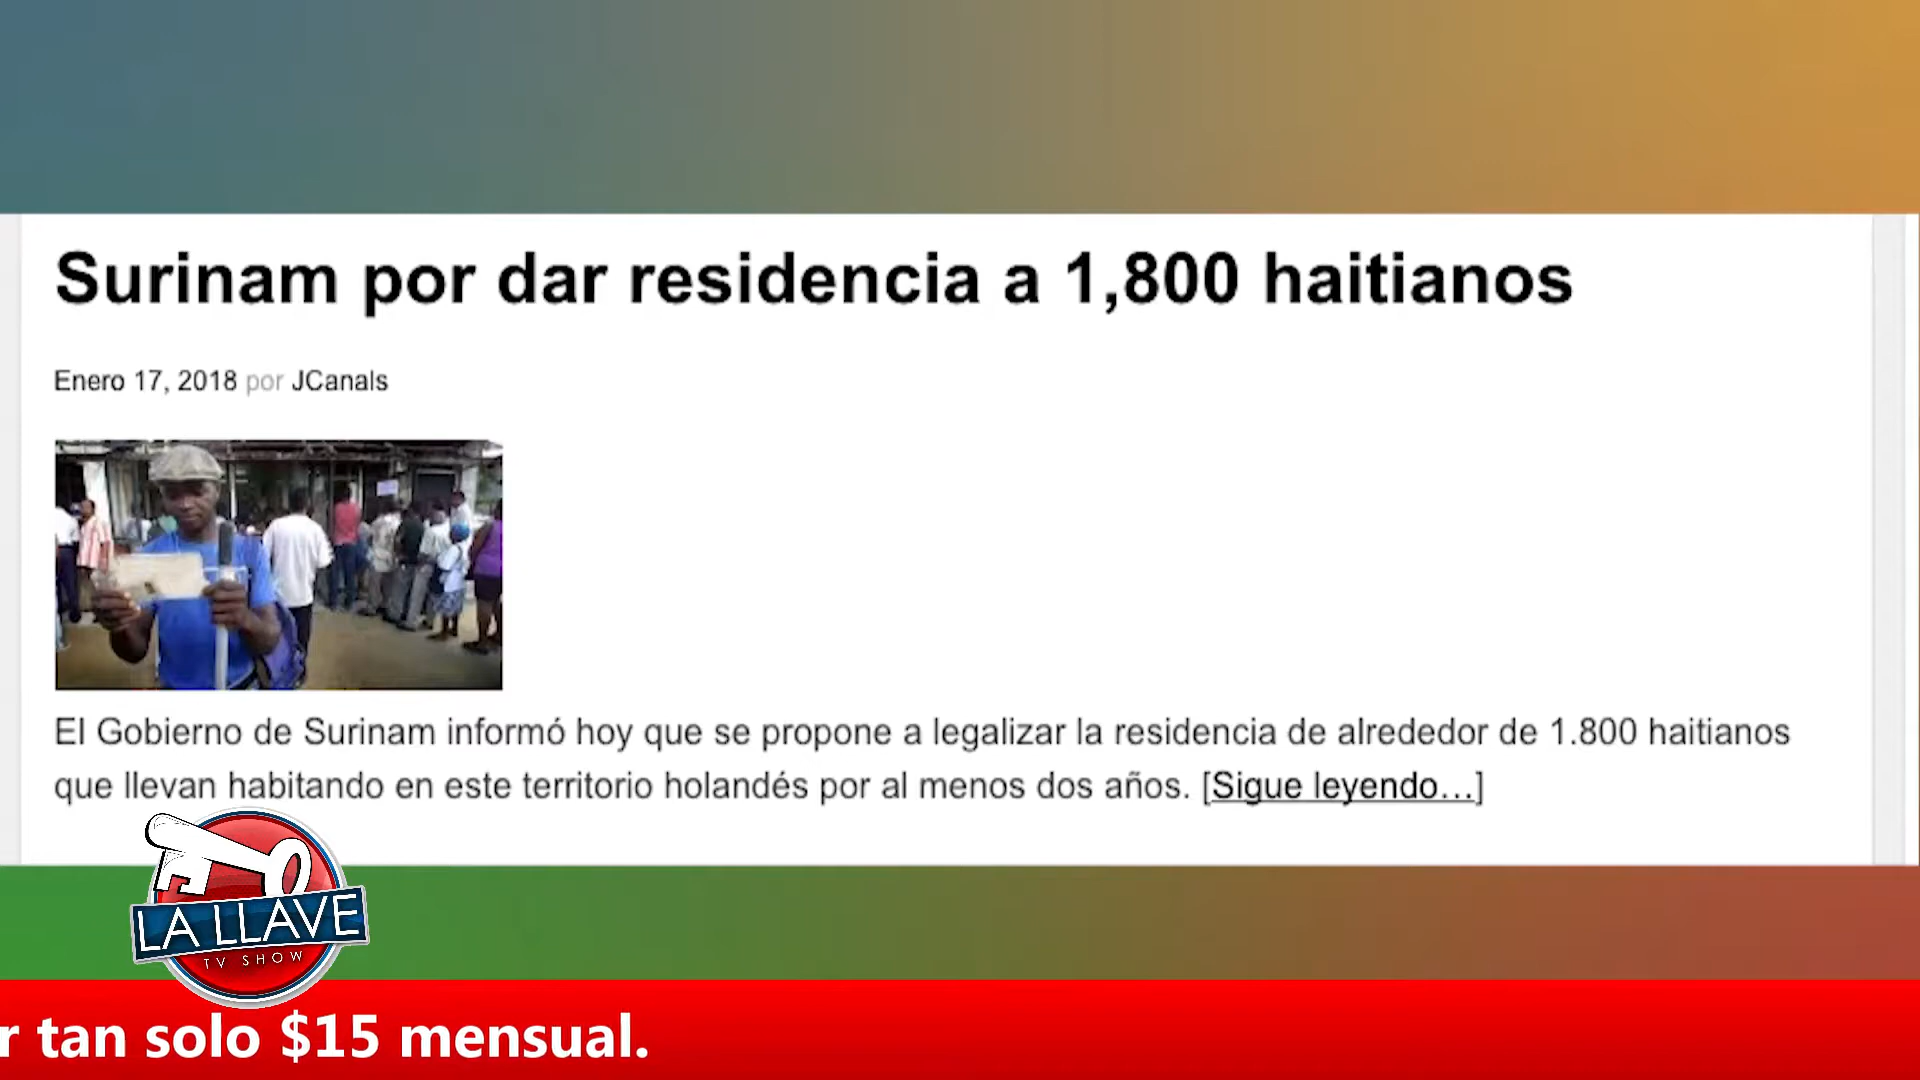 Surinam por dar residencia a 1,800 haitianos
Enero 17, 2018 por JCanals
El Gobierno de Surinam informó hoy que se propone a legalizar la residencia de alrededor de 1.800 haitianos
que llevan habitando en este territorio holandés por al menos dos años. [Sigue leyendo...]
LA LLAVE
TV SHOW
r tan solo $15 mensual.